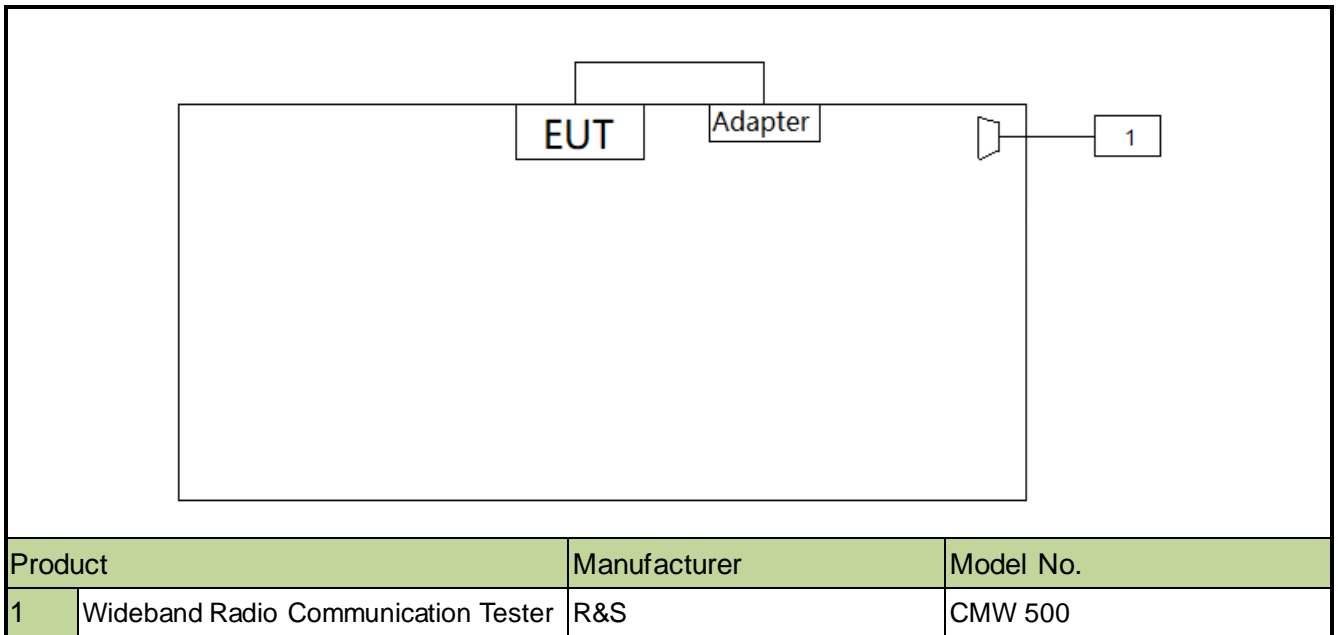 EUT
Adapter
1
Product Manufacturer Model No.
1 Wideband Radio Communication Tester R&S CMW 500